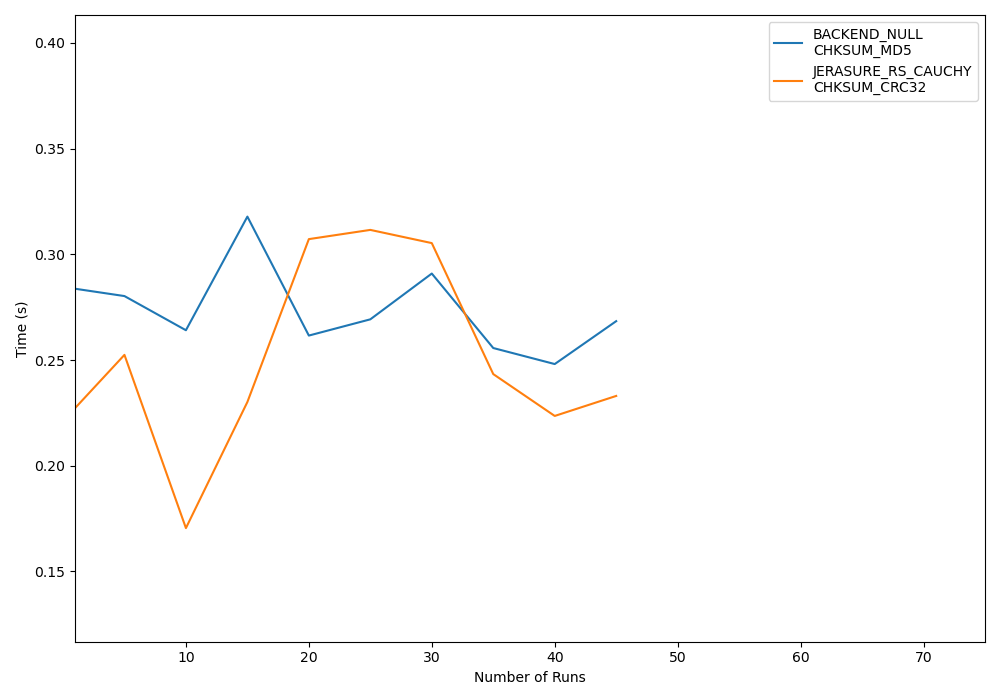 BACKEND_NULL
CHKSUM_MD5
JERASURE_RS_CAUCHY
CHKSUM_CRC32
0.40
0.35
0.30
0.25
0.20
0.15
Time (s)
10 20 30 40 50 60 70
Number of Runs